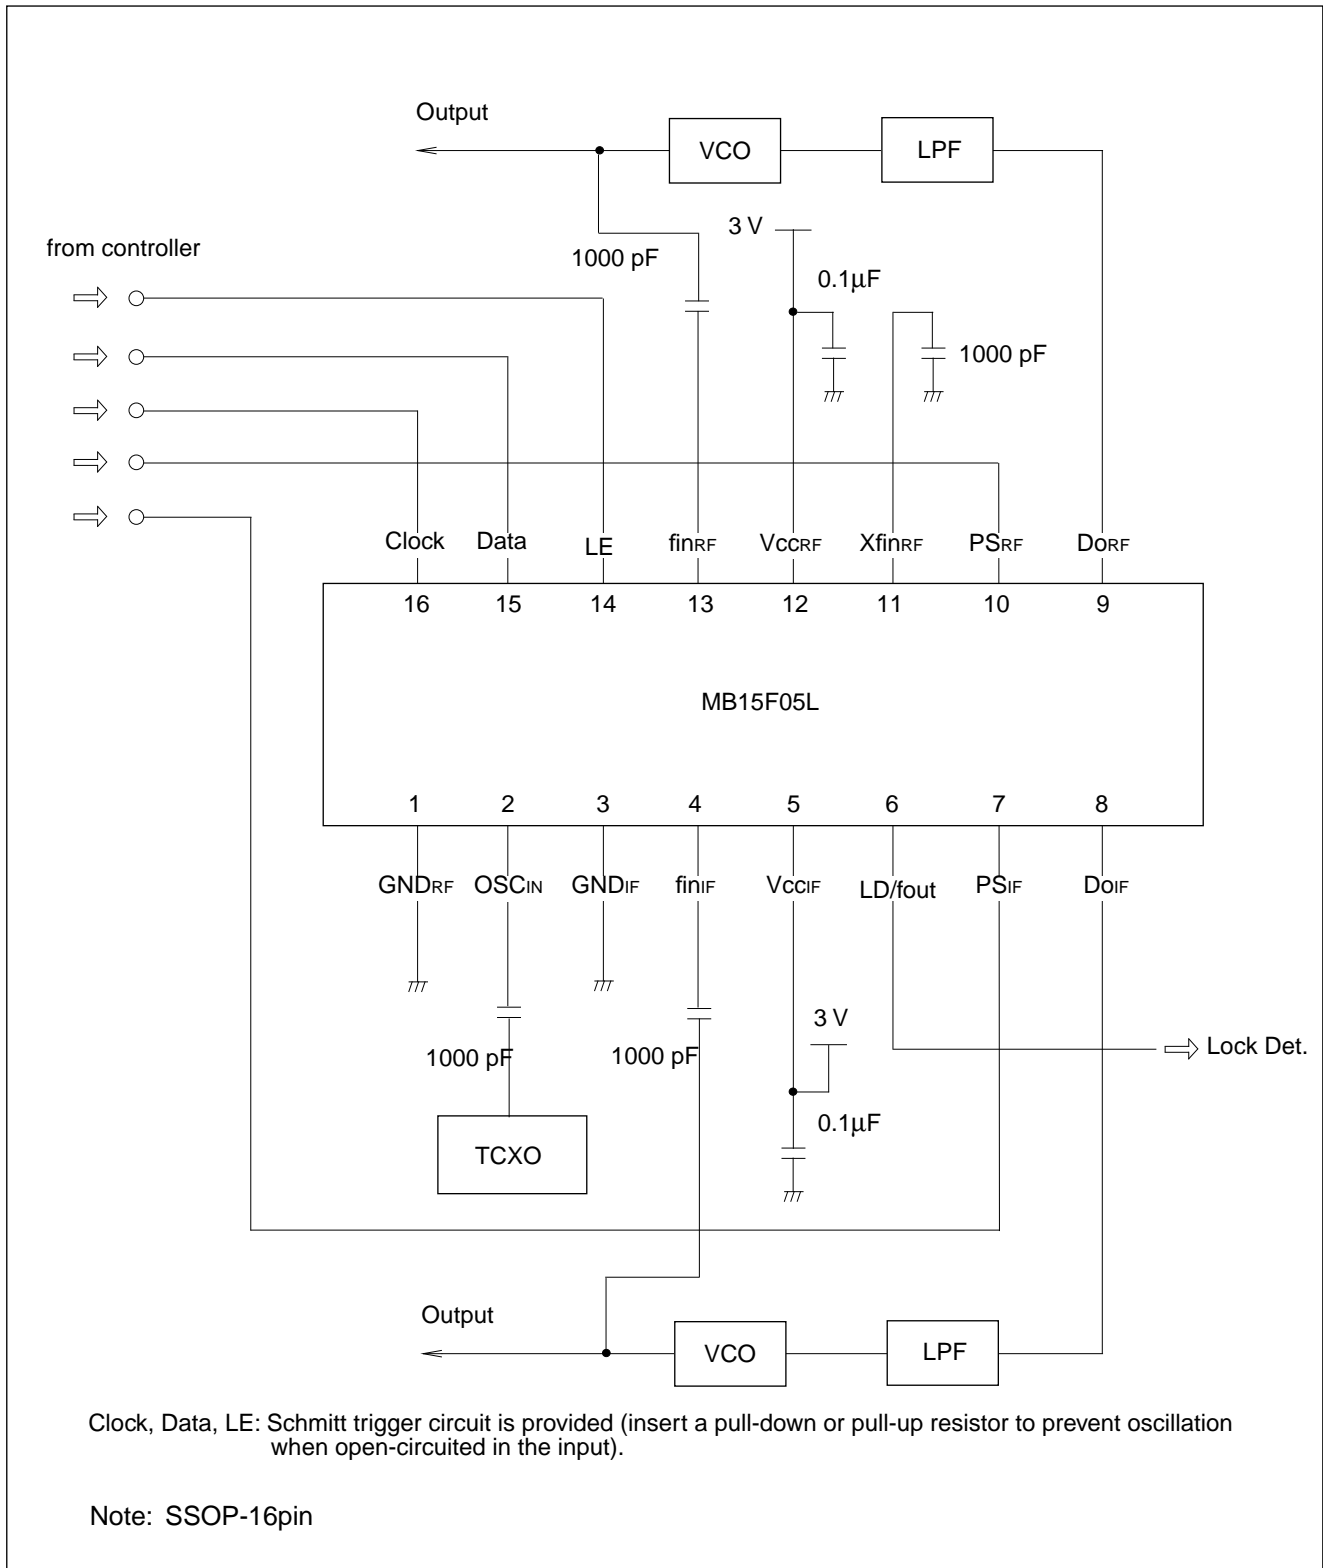 Output
VCO
LPF
3 V
from controller
1000 pF
0.1µF
1000 pF
Clock
Data
LE
finRF
VccRF
XfinRF
PSRF
DoRF
16
15
14
13
12
11
10
9
MB15F05L
1
2
3
4
5
6
7
8
GNDRF
OSCIN
GNDIF
finIF
VccIF
LD/fout
PSIF
DoIF
3 V
1000 pF
1000 pF
Lock Det.
0.1µF
TCXO
Output
VCO
LPF
Clock, Data, LE: Schmitt trigger circuit is provided (insert a pull-down or pull-up resistor to prevent oscillation
when open-circuited in the input).
Note: SSOP-16pin